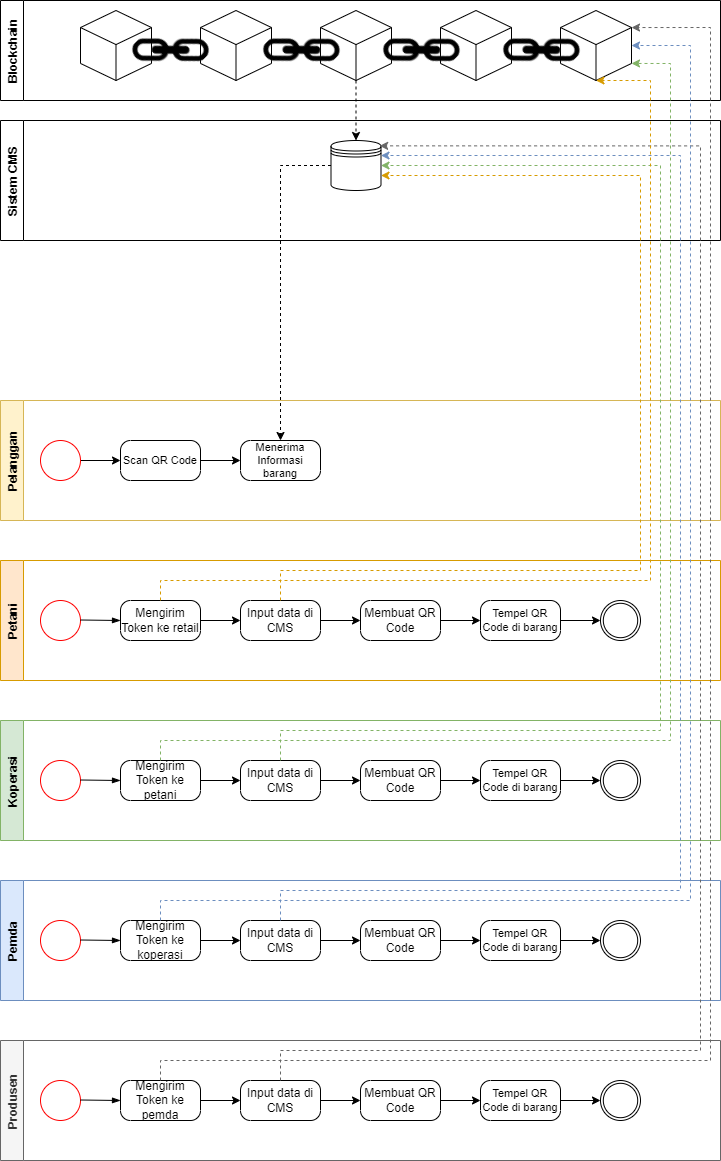 Blockchain
Sistem CMS
Pelanggan
Scan QR Code
Menerima
Informasi
barang
Petani
Mengirim
Token ke retail
Input data di
CMS
Membuat QR
Code
Tempel QR
Code di barang
Koperasi
Mengirim
Token ke
petani
Input data di
CMS
Membuat QR
Code
Tempel QR
Code di barang
Pemda
Mengirim
Token ke
koperasi
Input data di
CMS
Membuat QR
Code
Tempel QR
Code di barang
Produsen
Mengirim
Token ke
pemda
Input data di
CMS
Membuat QR
Code
Tempel QR
Code di barang